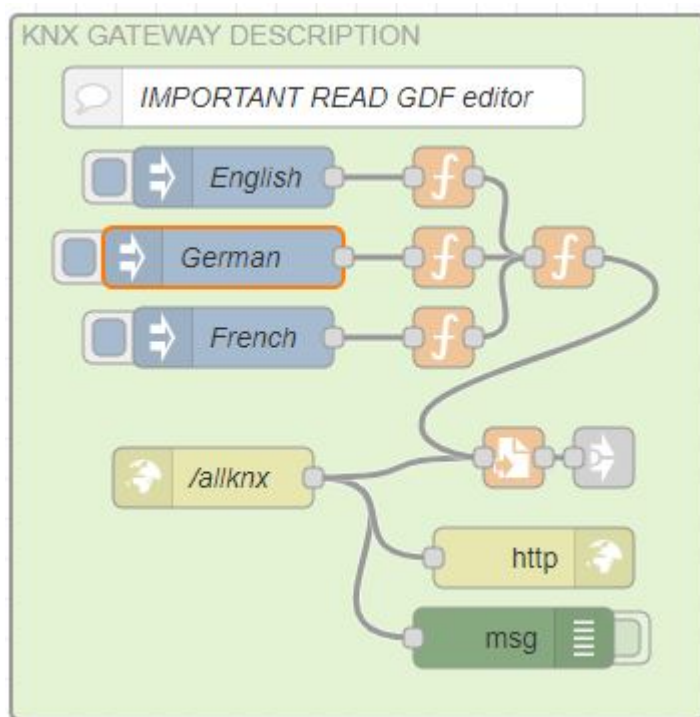 KNX GATEWAY DESCRIPTION
IMPORTANT READ GDF editor
English
German
French
/allknx
http
msg